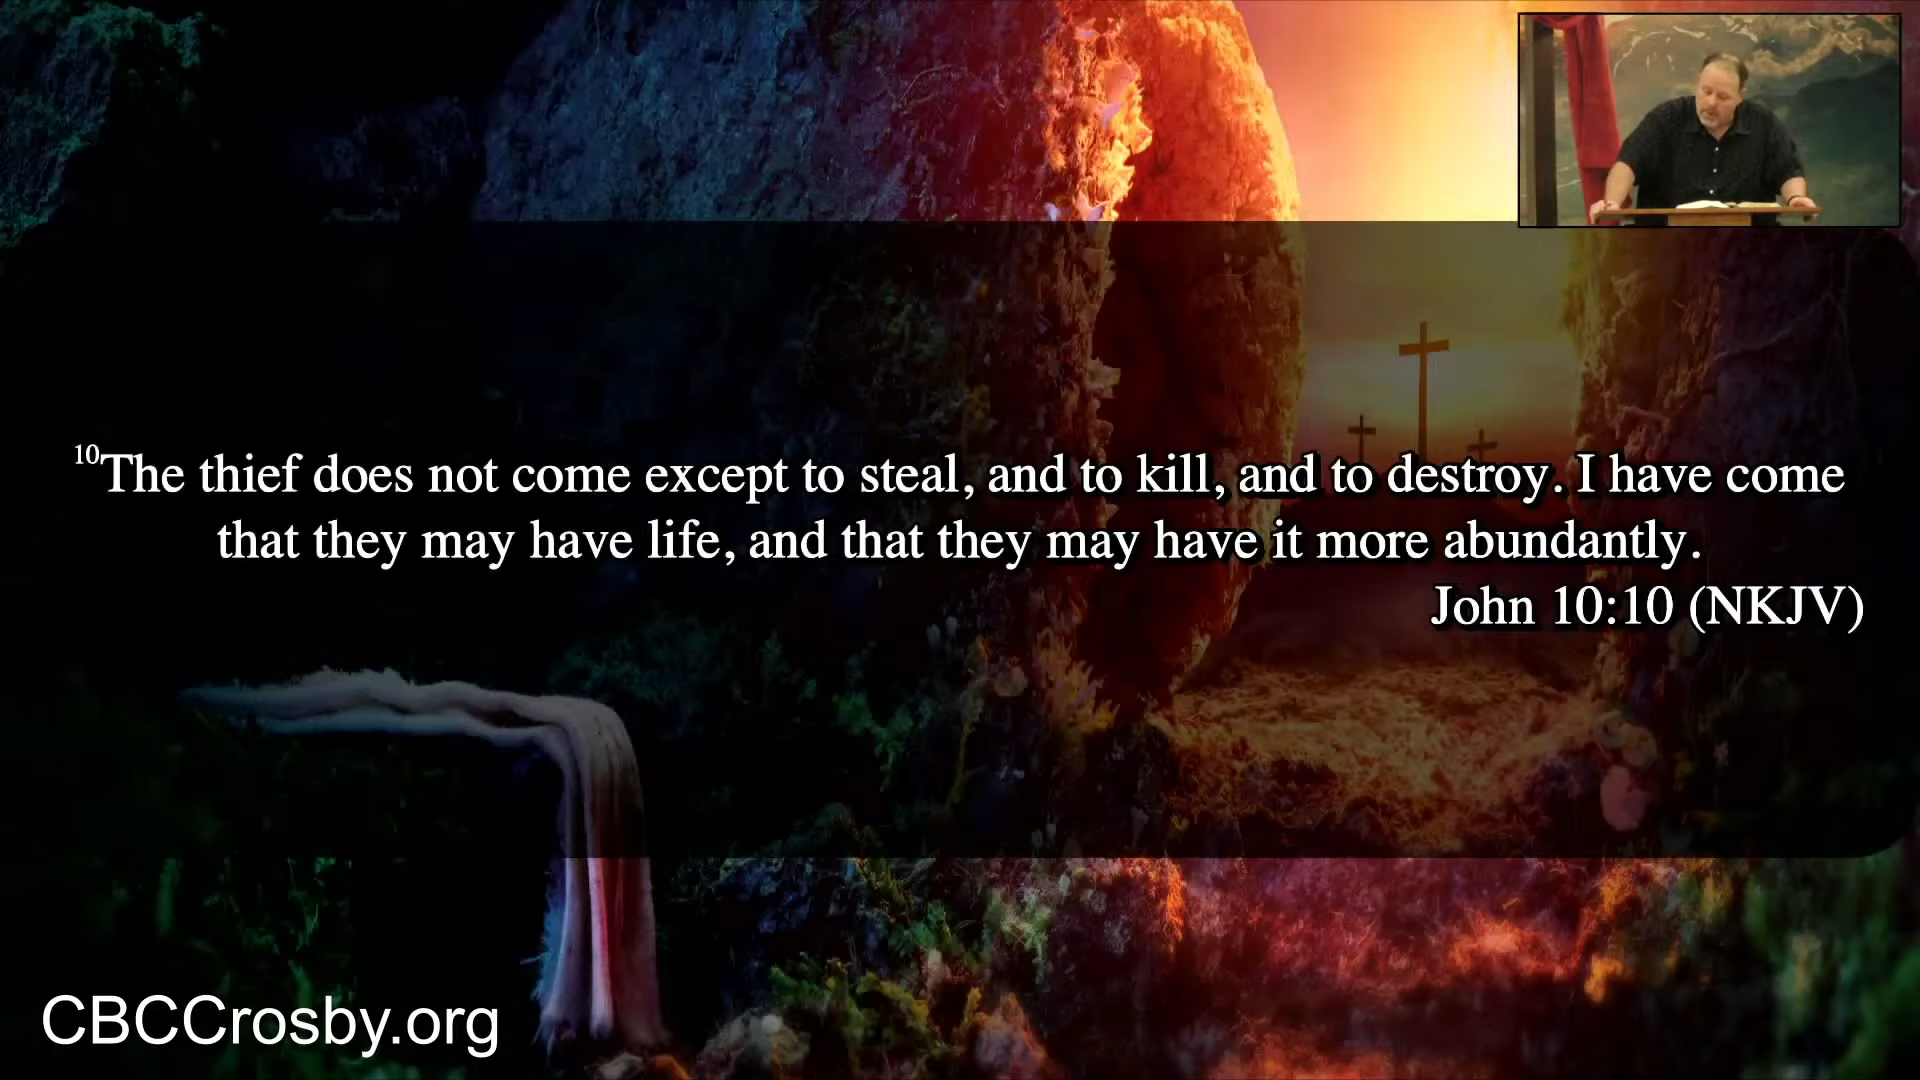 10The thief does not come except to steal, and to kill, and to destroy. I have come
that they may have life, and that they may have it more abundantly.
John 10:10 (NKJV)
CBCCrosby.org